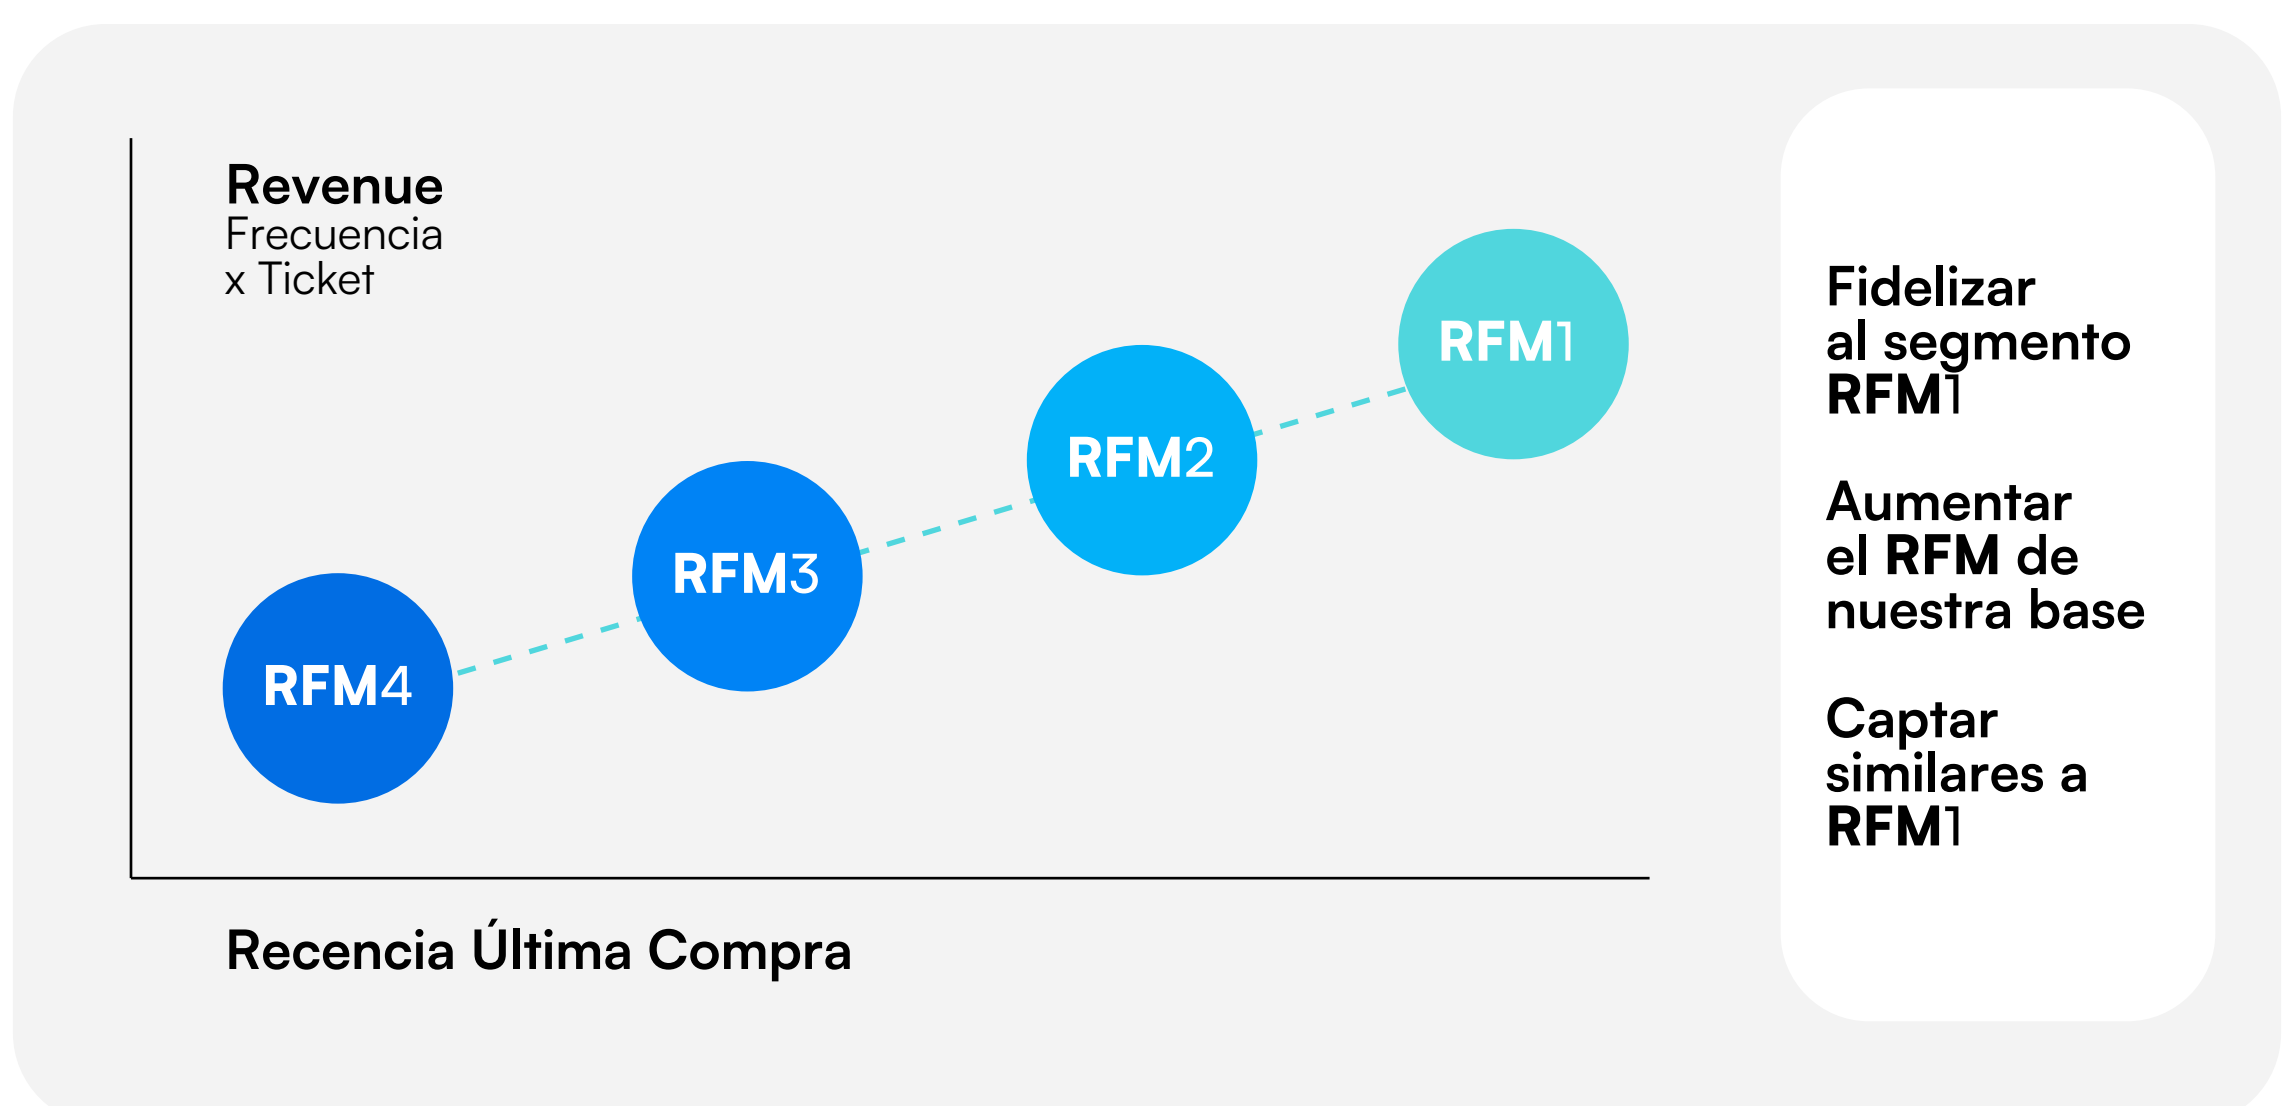 Revenue
Frecuencia
x Ticket
RFM1
RFM2
RFM3
RFM4
Recencia Última Compra
Fidelizar
al segmento
RFM1
Aumentar
el RFM de
nuestra base
Captar
similares a
RFM1